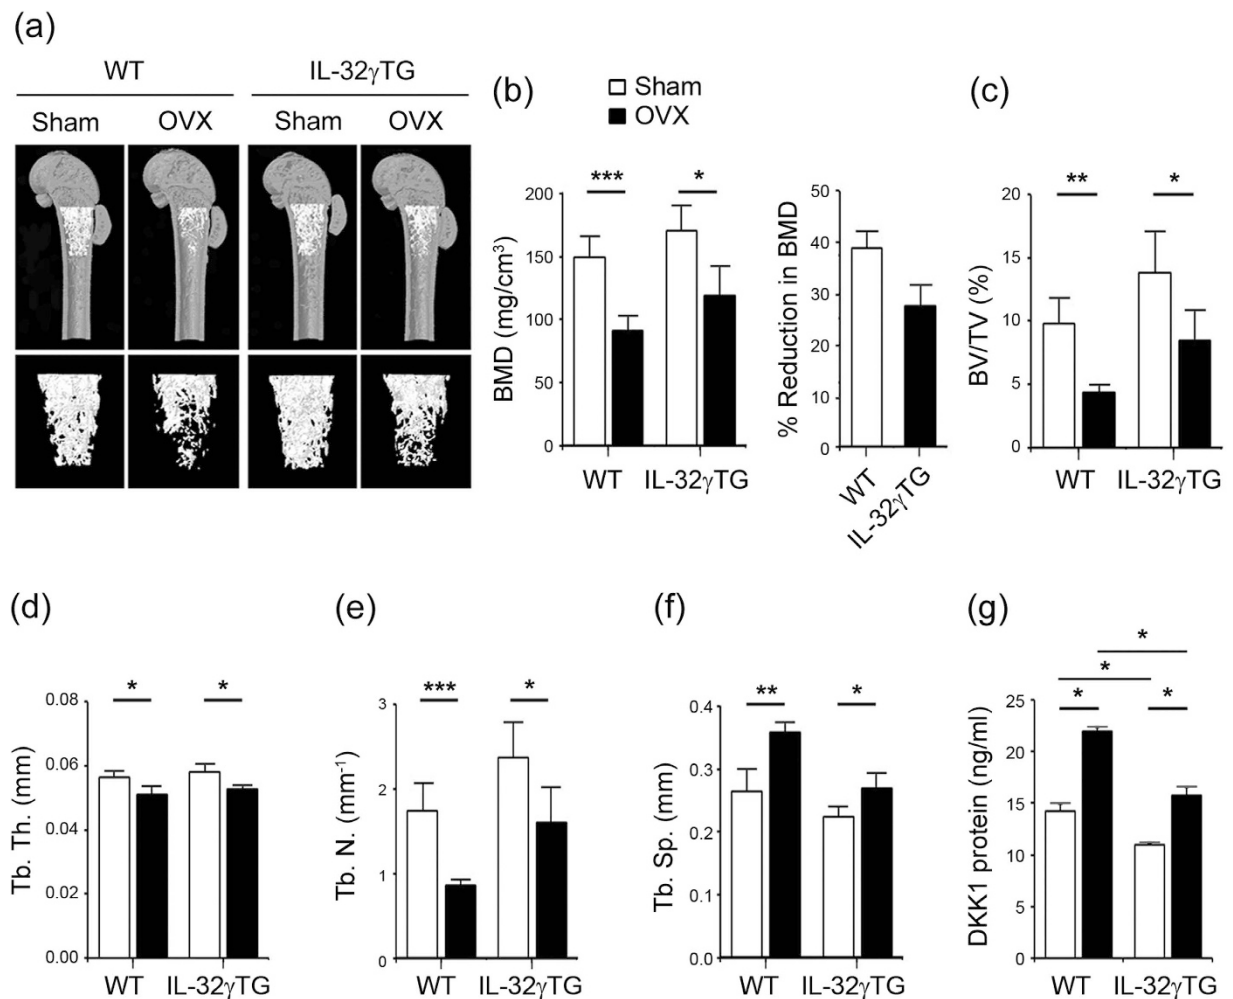 (a)
WT
IL-32γTG
Sham
OVX
Sham
OVX
(b)
Sham
OVX
BMD (mg/cm³)
200
150
100
50
0
***
*
WT
IL-32γTG
% Reduction in BMD
50
40
30
20
10
0
WT
IL-32γTG
(c)
BV/TV (%)
20
15
10
5
0
**
*
WT
IL-32γTG
(d)
Tb. Th. (mm)
0.08
0.06
0.04
0.02
0.00
*
*
WT
IL-32γTG
(e)
Tb. N. (mm⁻¹)
3
2
1
0
***
*
WT
IL-32γTG
(f)
Tb. Sp. (mm)
0.4
0.3
0.2
0.1
0.0
**
*
WT
IL-32γTG
(g)
DKK1 protein (ng/ml)
25
20
15
10
5
0
*
*
*
*
WT
IL-32γTG